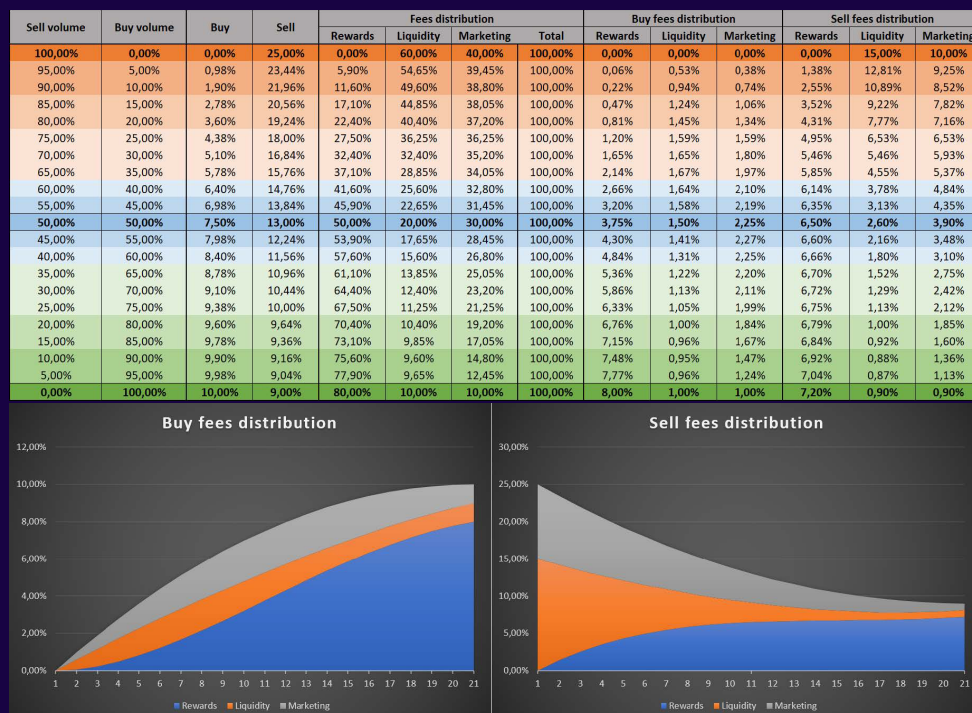 Sell volume Buy volume Buy Sell Fees distribution Buy fees distribution Sell fees distribution
Rewards Liquidity Marketing Total Rewards Liquidity Marketing Rewards Liquidity Marketing
100,00% 0,00% 0,00% 25,00% 0,00% 60,00% 40,00% 100,00% 0,00% 0,00% 0,00% 0,00% 15,00% 10,00%
95,00% 5,00% 0,98% 23,44% 5,90% 54,65% 39,45% 100,00% 0,06% 0,53% 0,38% 1,38% 12,81% 9,25%
90,00% 10,00% 1,90% 21,96% 11,60% 49,60% 38,80% 100,00% 0,22% 0,94% 0,74% 2,55% 10,89% 8,52%
85,00% 15,00% 2,78% 20,56% 17,10% 44,85% 38,05% 100,00% 0,47% 1,24% 1,06% 3,52% 9,22% 7,82%
80,00% 20,00% 3,60% 19,24% 22,40% 40,40% 37,20% 100,00% 0,81% 1,45% 1,34% 4,31% 7,77% 7,16%
75,00% 25,00% 4,38% 18,00% 27,50% 36,25% 36,25% 100,00% 1,20% 1,59% 1,59% 4,95% 6,53% 6,53%
70,00% 30,00% 5,10% 16,84% 32,40% 32,40% 35,20% 100,00% 1,65% 1,65% 1,80% 5,46% 5,46% 5,93%
65,00% 35,00% 5,78% 15,76% 37,10% 28,85% 34,05% 100,00% 2,14% 1,67% 1,97% 5,85% 4,55% 5,37%
60,00% 40,00% 6,40% 14,76% 41,60% 25,60% 32,80% 100,00% 2,66% 1,64% 2,10% 6,14% 3,78% 4,84%
55,00% 45,00% 6,98% 13,84% 45,90% 22,65% 31,45% 100,00% 3,20% 1,58% 2,19% 6,35% 3,13% 4,35%
50,00% 50,00% 7,50% 13,00% 50,00% 20,00% 30,00% 100,00% 3,75% 1,50% 2,25% 6,50% 2,60% 3,90%
45,00% 55,00% 7,98% 12,24% 53,90% 17,65% 28,45% 100,00% 4,30% 1,41% 2,27% 6,60% 2,16% 3,48%
40,00% 60,00% 8,40% 11,56% 57,60% 15,60% 26,80% 100,00% 4,84% 1,31% 2,25% 6,66% 1,80% 3,10%
35,00% 65,00% 8,78% 10,96% 61,10% 13,85% 25,05% 100,00% 5,36% 1,22% 2,20% 6,70% 1,52% 2,75%
30,00% 70,00% 9,10% 10,44% 64,40% 12,40% 23,20% 100,00% 5,86% 1,13% 2,11% 6,72% 1,29% 2,42%
25,00% 75,00% 9,38% 10,00% 67,50% 11,25% 21,25% 100,00% 6,33% 1,05% 1,99% 6,75% 1,13% 2,12%
20,00% 80,00% 9,60% 9,64% 70,40% 10,40% 19,20% 100,00% 6,76% 1,00% 1,84% 6,79% 1,00% 1,85%
15,00% 85,00% 9,78% 9,36% 73,10% 9,85% 17,05% 100,00% 7,15% 0,96% 1,67% 6,84% 0,92% 1,60%
10,00% 90,00% 9,90% 9,16% 75,60% 9,60% 14,80% 100,00% 7,48% 0,95% 1,47% 6,92% 0,88% 1,36%
5,00% 95,00% 9,98% 9,04% 77,90% 9,65% 12,45% 100,00% 7,77% 0,96% 1,24% 7,04% 0,87% 1,13%
0,00% 100,00% 10,00% 9,00% 80,00% 10,00% 10,00% 100,00% 8,00% 1,00% 1,00% 7,20% 0,90% 0,90%
Buy fees distribution
12,00%
10,00%
8,00%
6,00%
4,00%
2,00%
0,00%
1 2 3 4 5 6 7 8 9 10 11 12 13 14 15 16 17 18 19 20 21
Rewards Liquidity Marketing
Sell fees distribution
30,00%
25,00%
20,00%
15,00%
10,00%
5,00%
0,00%
1 2 3 4 5 6 7 8 9 10 11 12 13 14 15 16 17 18 19 20 21
Rewards Liquidity Marketing